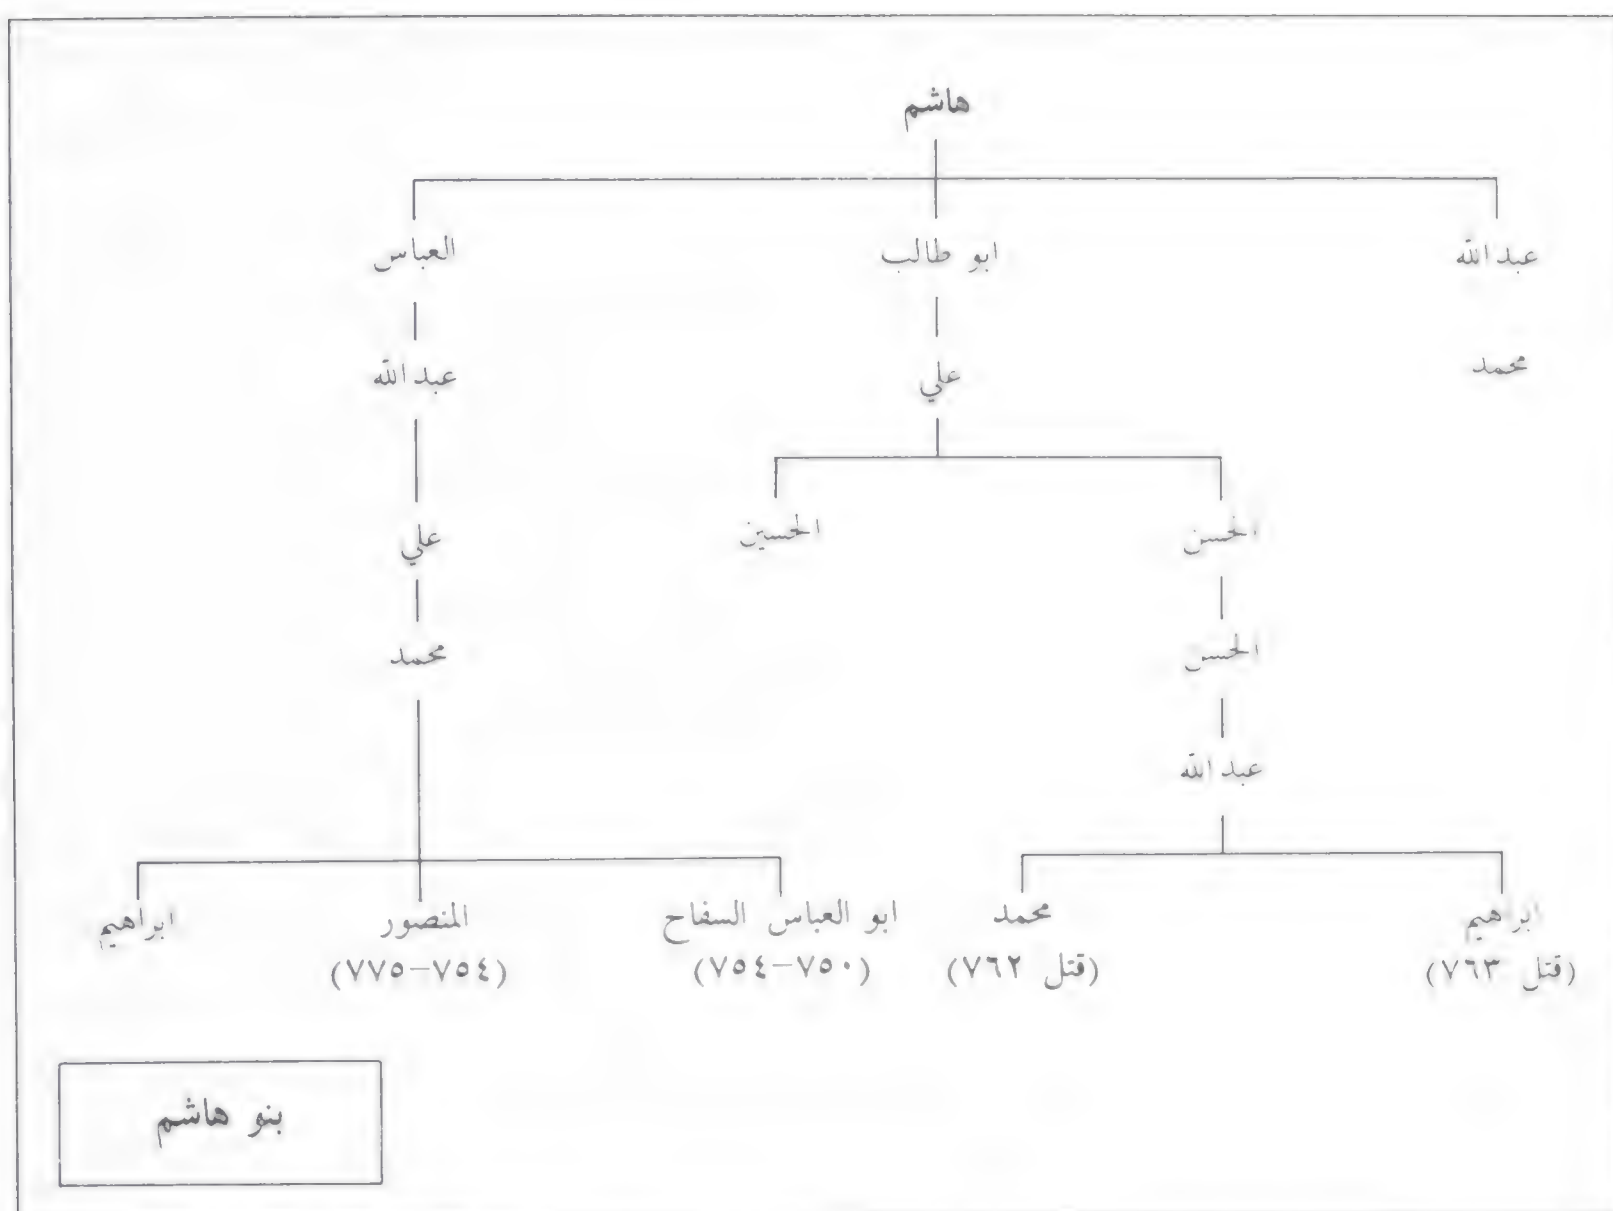 هاشم
عبد الله
ابو طالب
العباس
محمد
علي
عبد الله
الحسن
الحسين
علي
الحسن
محمد
عبد الله
ابراهيم
(قتل ٧٦٣)
محمد
(قتل ٧٦٢)
ابو العباس السفاح
(٧٥٠-٧٥٤)
المنصور
(٧٥٤-٧٧٥)
ابراهيم
بنو هاشم